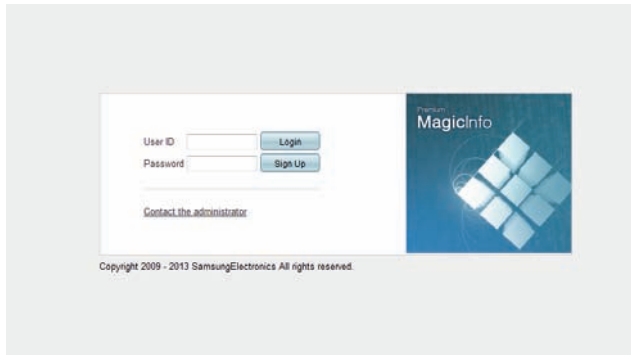 Premium
MagicInfo
User ID
Login
Password
Sign Up
Contact the administrator
Copyright 2009 - 2013 SamsungElectronics All rights reserved.